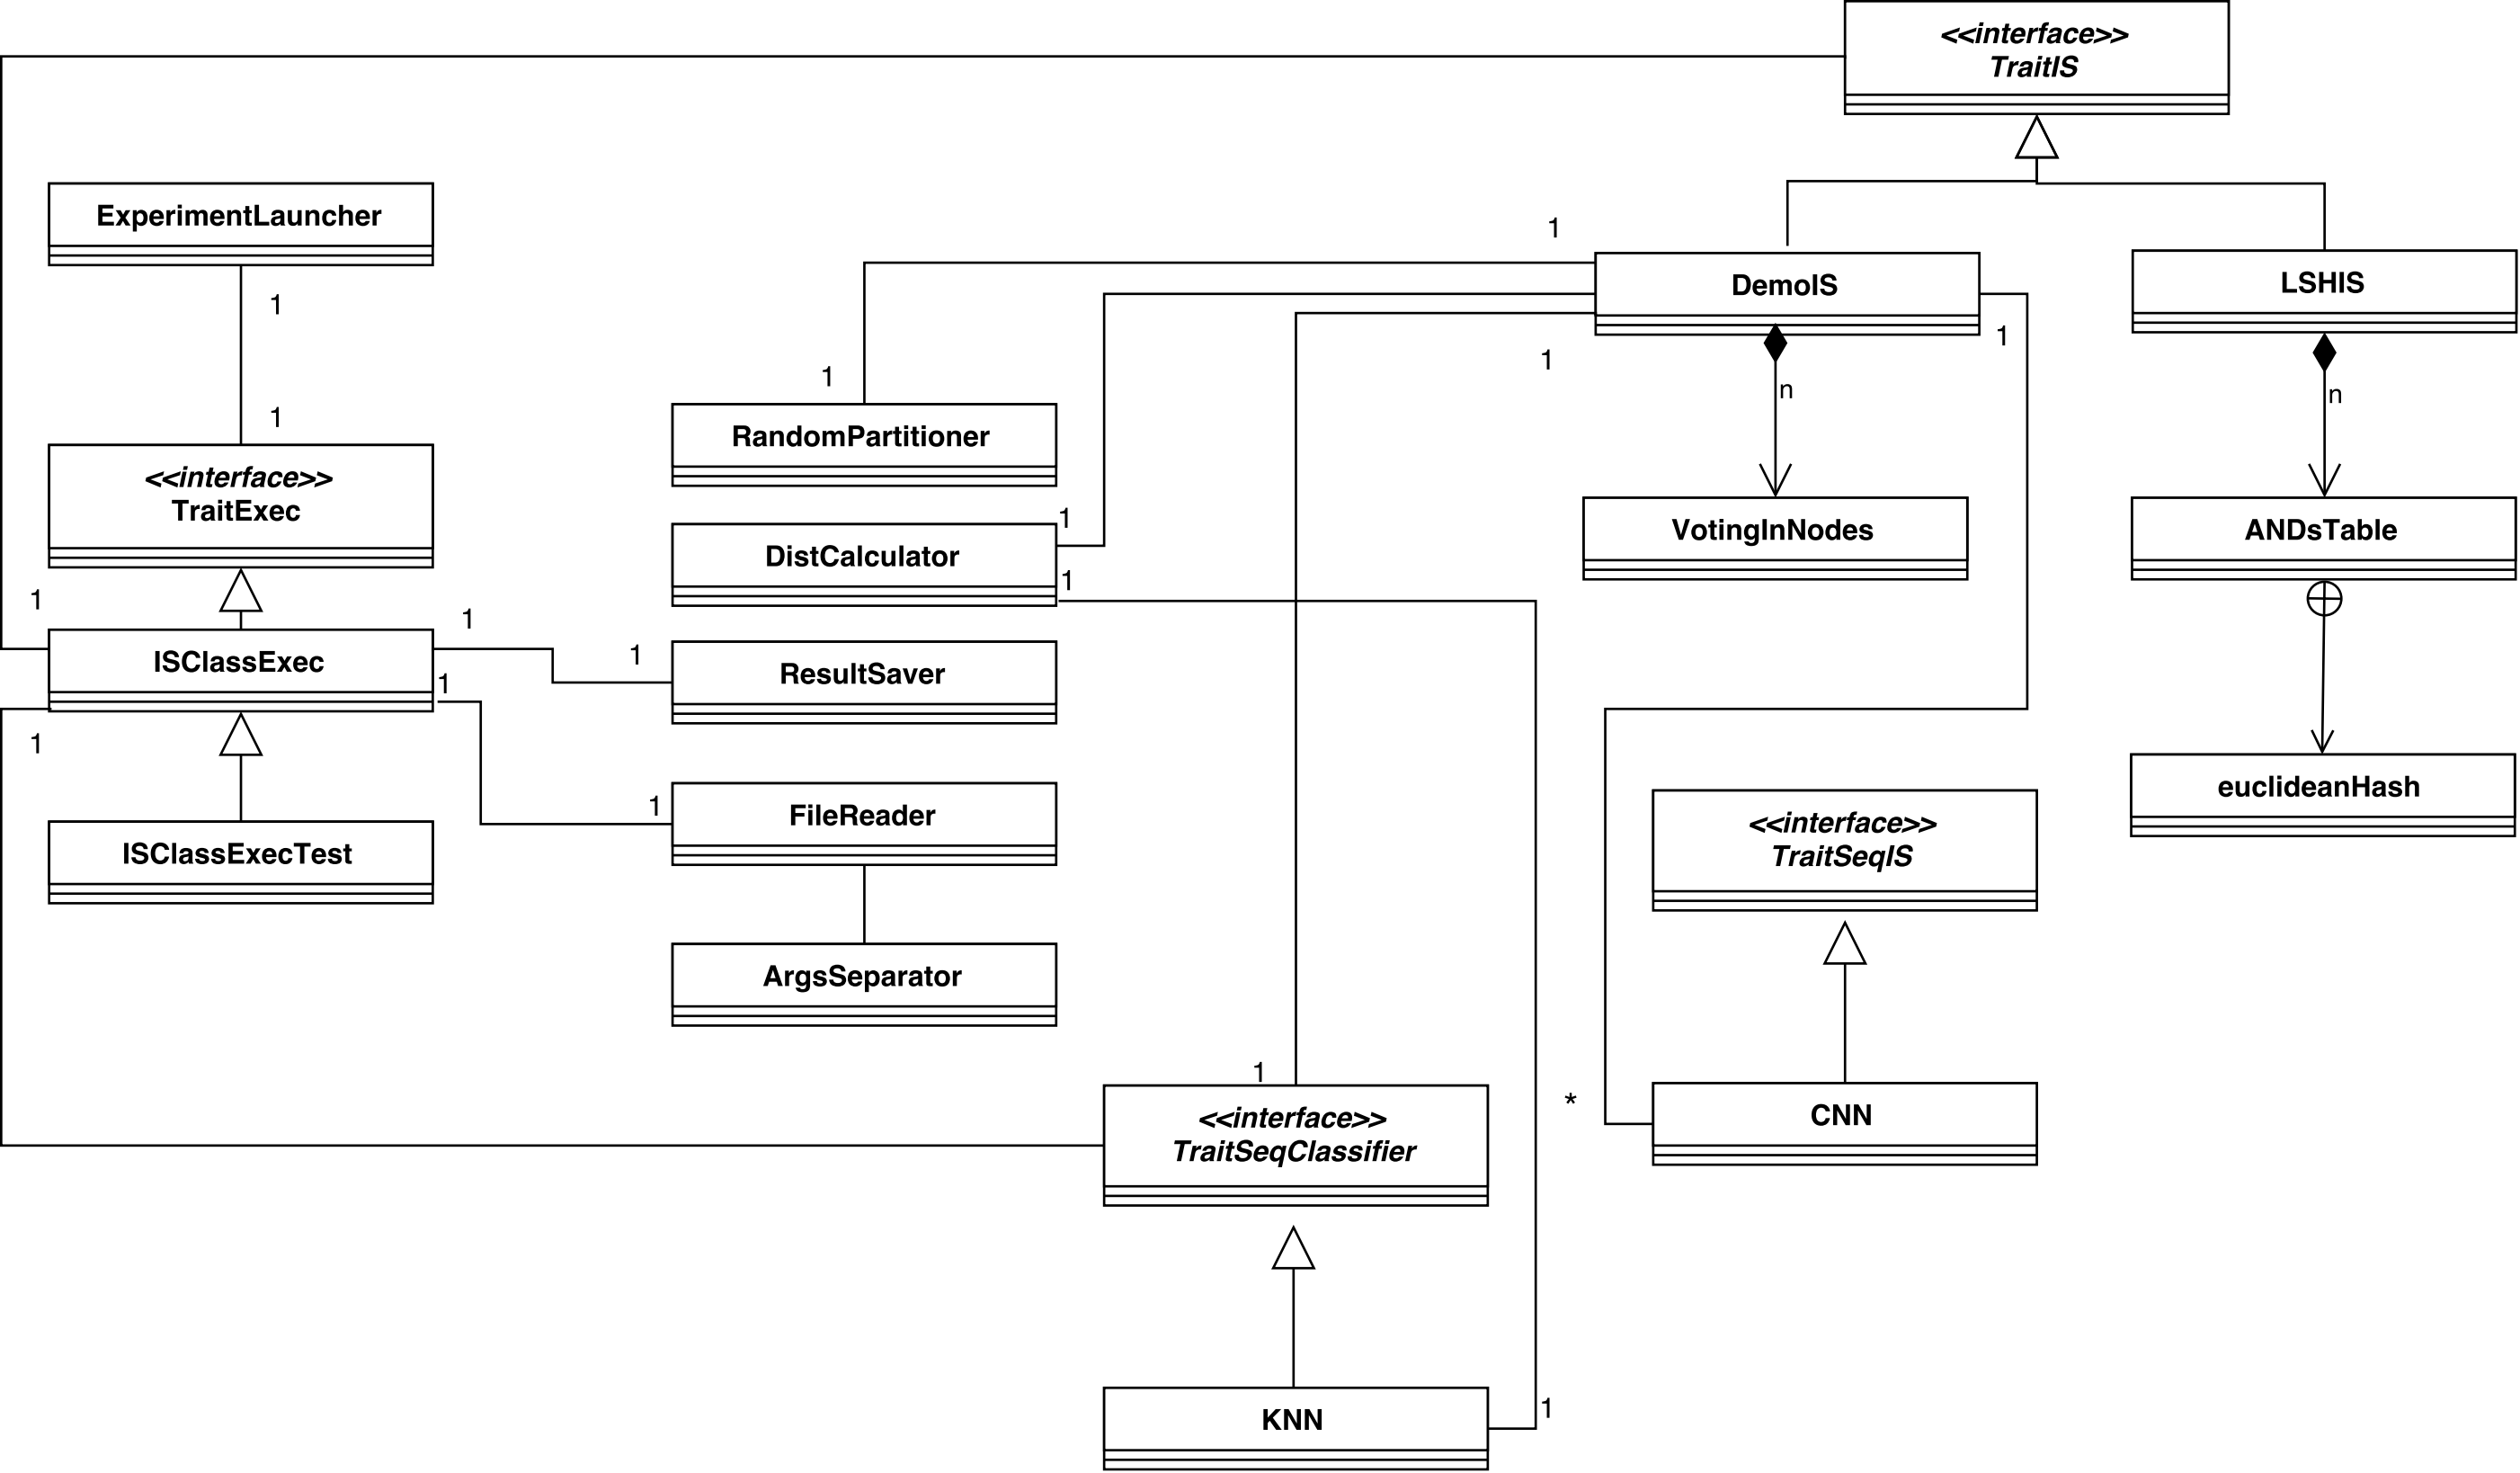 <<interface>>
TraitIS
ExperimentLauncher
1
1
DemoIS
LSHIS
1
1
1
n
n
1
RandomPartitioner
<<interface>>
TraitExec
1
DistCalculator
1
VotingInNodes
ANDsTable
1
1
1
ISClassExec
ResultSaver
1
1
1
FileReader
euclideanHash
<<interface>>
TraitSeqIS
ISClassExecTest
ArgsSeparator
1
*
<<interface>>
TraitSeqClassifier
CNN
1
KNN